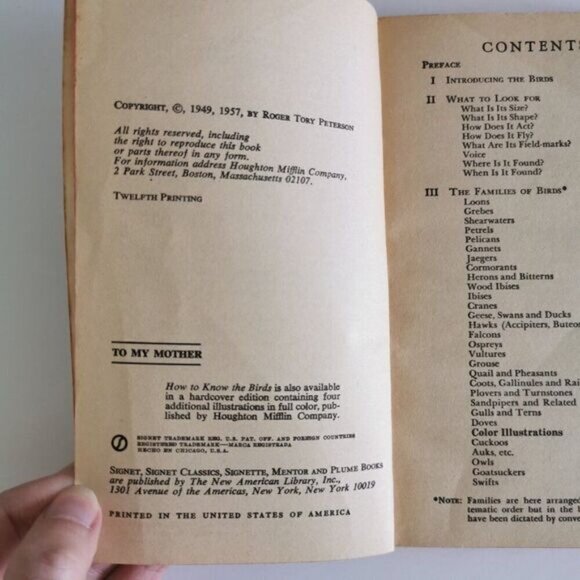 COPYRIGHT, ©, 1949, 1957, BY ROGER TORY PETERSON
All rights reserved, including
the right to reproduce this book
or parts thereof in any form.
For information address Houghton Mifflin Company,
2 Park Street, Boston, Massachusetts 02107.
TWELFTH PRINTING
TO MY MOTHER
How to Know the Birds is also available
in a hardcover edition containing four
additional illustrations in full color, pub-
lished by Houghton Mifflin Company.
SIGNET TRADEMARK REG. U.S. PAT. OFF. AND FOREIGN COUNTRIES
REGISTERED TRADEMARK—MARCA REGISTRADA
HECHO EN CHICAGO, U.S.A.
SIGNET, SIGNET CLASSICS, SIGNETTE, MENTOR AND PLUME BOOKS
are published by The New American Library, Inc.,
1301 Avenue of the Americas, New York, New York 10019
PRINTED IN THE UNITED STATES OF AMERICA
CONTENTS
PREFACE
I INTRODUCING THE BIRDS
II WHAT TO LOOK FOR
What Is Its Size?
What Is Its Shape?
How Does It Act?
How Does It Fly?
What Are Its Field-marks?
Voice
Where Is It Found?
When Is It Found?
III THE FAMILIES OF BIRDS*
Loons
Grebes
Shearwaters
Petrels
Pelicans
Gannets
Jaegers
Cormorants
Herons and Bitterns
Wood Ibises
Ibises
Cranes
Geese, Swans and Ducks
Hawks (Accipiters, Buteo
Falcons
Ospreys
Vultures
Grouse
Quail and Pheasants
Coots, Gallinules and Rai
Plovers and Turnstones
Sandpipers and Related
Gulls and Terns
Doves
Color Illustrations
Cuckoos
Auks, etc.
Owls
Goatsuckers
Swifts
*NOTE: Families are here arranged
tematic order but in the
have been dictated by conve